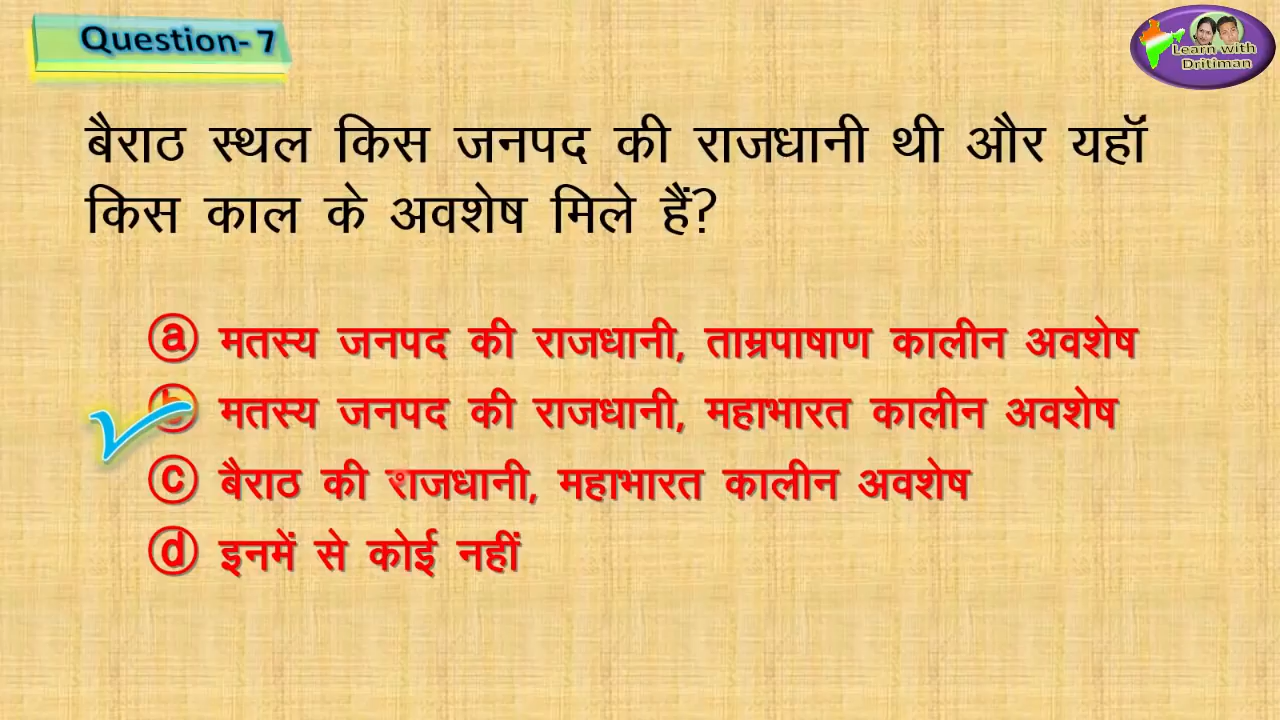 Question- 7
Learn with
Dritiman
बैराठ स्थल किस जनपद की राजधानी थी और यहॉ
किस काल के अवशेष मिले हैं?
ⓐ मतस्य जनपद की राजधानी, ताम्रपाषाण कालीन अवशेष
ⓑ मतस्य जनपद की राजधानी, महाभारत कालीन अवशेष
ⓒ बैराठ की राजधानी, महाभारत कालीन अवशेष
ⓓ इनमें से कोई नहीं